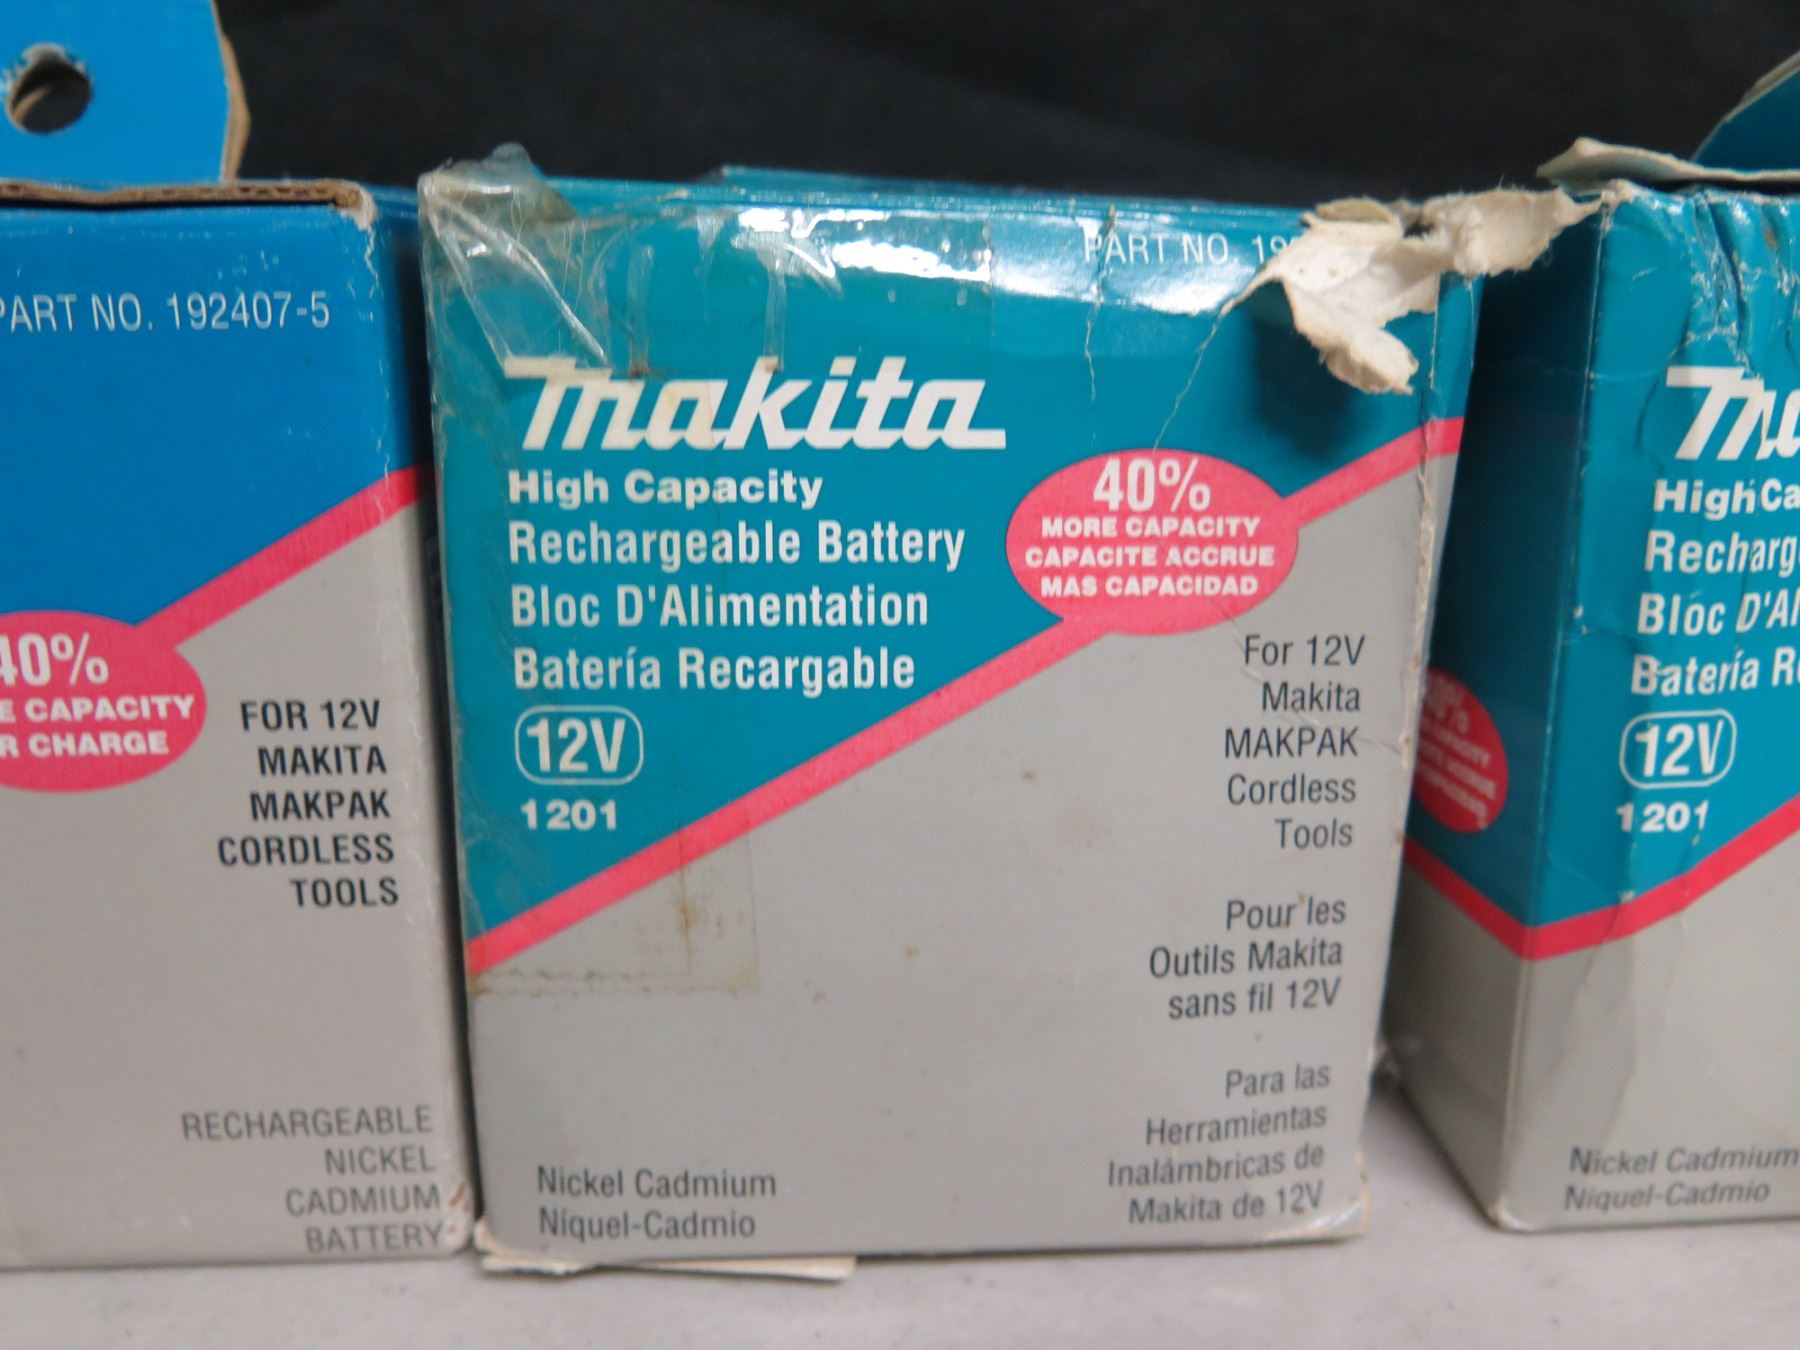 PART NO. 192407-5
40%
CAPACITY
CHARGE
FOR 12V
MAKITA
MAKPAK
CORDLESS
TOOLS
RECHARGEABLE
NICKEL
CADMIUM
BATTERY
PART NO.
makita
High Capacity
Rechargeable Battery
Bloc D'Alimentation
Batería Recargable
12V
1201
40%
MORE CAPACITY
CAPACITE ACCRUE
MAS CAPACIDAD
For 12V
Makita
MAKPAK
Cordless
Tools
Pour les
Outils Makita
sans fil 12V
Para las
Herramientas
Inalámbricas de
Makita de 12V
Nickel Cadmium
Níquel-Cadmio
High
Bloc
Batería
12V
1201
Nickel Cadmium
Níquel-Cadmio